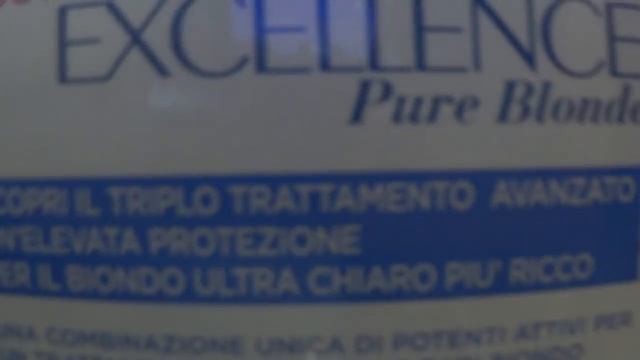 EXCELLENCE
Pure Blonde
COPRI IL TRIPLO TRATTAMENTO AVANZATO
N'ELEVATA PROTEZIONE
PER IL BIONDO ULTRA CHIARO PIU' RICCO
UNA COMBINAZIONE UNICA DI POTENTI ATTIVI PER